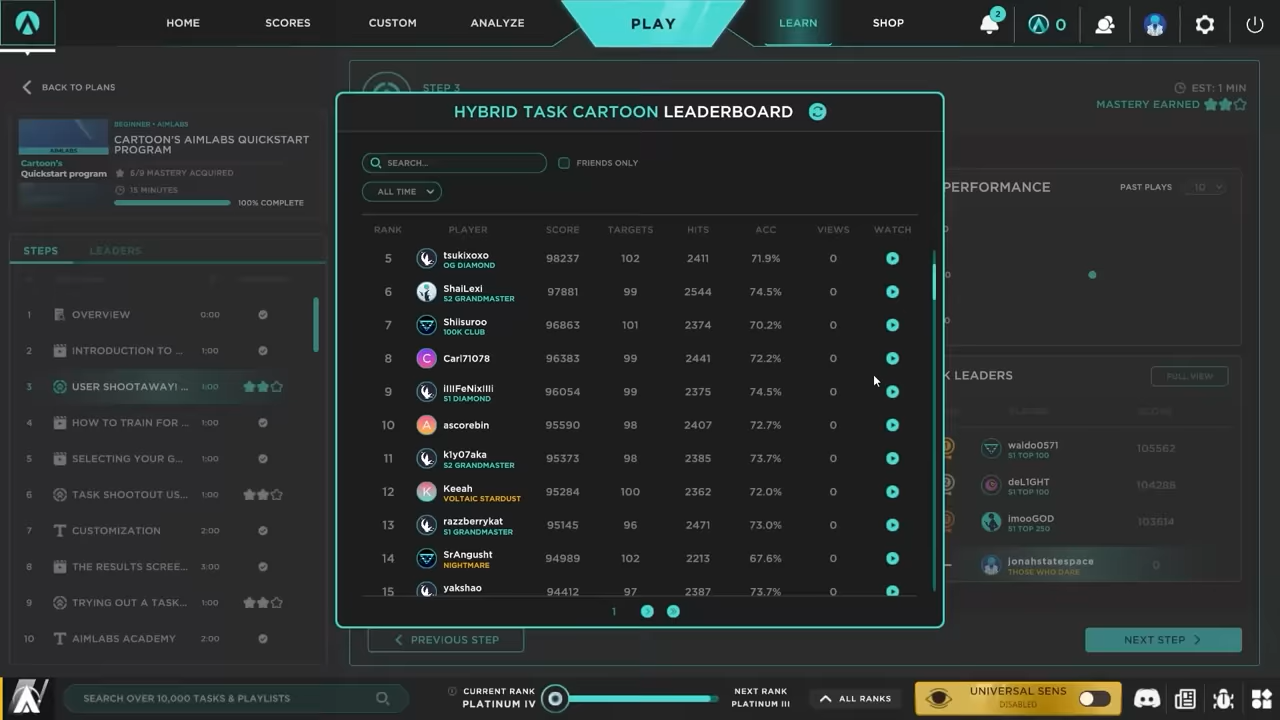 HOME
SCORES
CUSTOM
ANALYZE
PLAY
LEARN
SHOP
2
0
BACK TO PLANS
BEGINNER • AIMLABS
CARTOON'S AIMLABS QUICKSTART
PROGRAM
6/9 MASTERY ACQUIRED
15 MINUTES
100% COMPLETE
AIMLABS
Cartoon's
Quickstart program
STEPS
LEADERS
1 OVERVIEW 0:00
2 INTRODUCTION TO ... 1:00
3 USER SHOOTAWAY! ... 1:00
4 HOW TO TRAIN FOR ... 1:00
5 SELECTING YOUR G... 1:00
6 TASK SHOOTOUT US... 1:00
7 CUSTOMIZATION 2:00
8 THE RESULTS SCREE... 3:00
9 TRYING OUT A TASK... 1:00
10 AIMLABS ACADEMY 2:00
STEP 3
EST: 1 MIN
MASTERY EARNED
HYBRID TASK CARTOON LEADERBOARD
SEARCH...
FRIENDS ONLY
ALL TIME
RANK PLAYER SCORE TARGETS HITS ACC VIEWS WATCH
5 tsukixoxo 98237 102 2411 71.9% 0
OG DIAMOND
6 ShaiLexi 97881 99 2544 74.5% 0
S2 GRANDMASTER
7 Shiisuroo 96863 101 2374 70.2% 0
100K CLUB
8 C Carl71078 96383 99 2441 72.2% 0
9 96054 99 2375 74.5% 0
S1 DIAMOND
10 A ascorebin 95590 98 2407 72.7% 0
11 k1y07aka 95373 98 2385 73.7% 0
S2 GRANDMASTER
12 K Keeah 95284 100 2362 72.0% 0
VOLTAIC STARDUST
13 razzberrykat 95145 96 2471 73.0% 0
S1 GRANDMASTER
14 SrAngusht 94989 102 2213 67.6% 0
NIGHTMARE
15 yakshao 94412 97 2387 73.7% 0
1
PERFORMANCE
PAST PLAYS
10
0
0
0
K LEADERS
FULL VIEW
PLAYER
SCORE
waldo0571 105562
S1 TOP 100
deL1GHT 104286
S1 TOP 100
imooGOD 103614
S1 TOP 250
jonahstatespace 0
THOSE WHO DARE
PREVIOUS STEP
NEXT STEP
SEARCH OVER 10,000 TASKS & PLAYLISTS
CURRENT RANK
PLATINUM IV
NEXT RANK
PLATINUM III
ALL RANKS
UNIVERSAL SENS
DISABLED